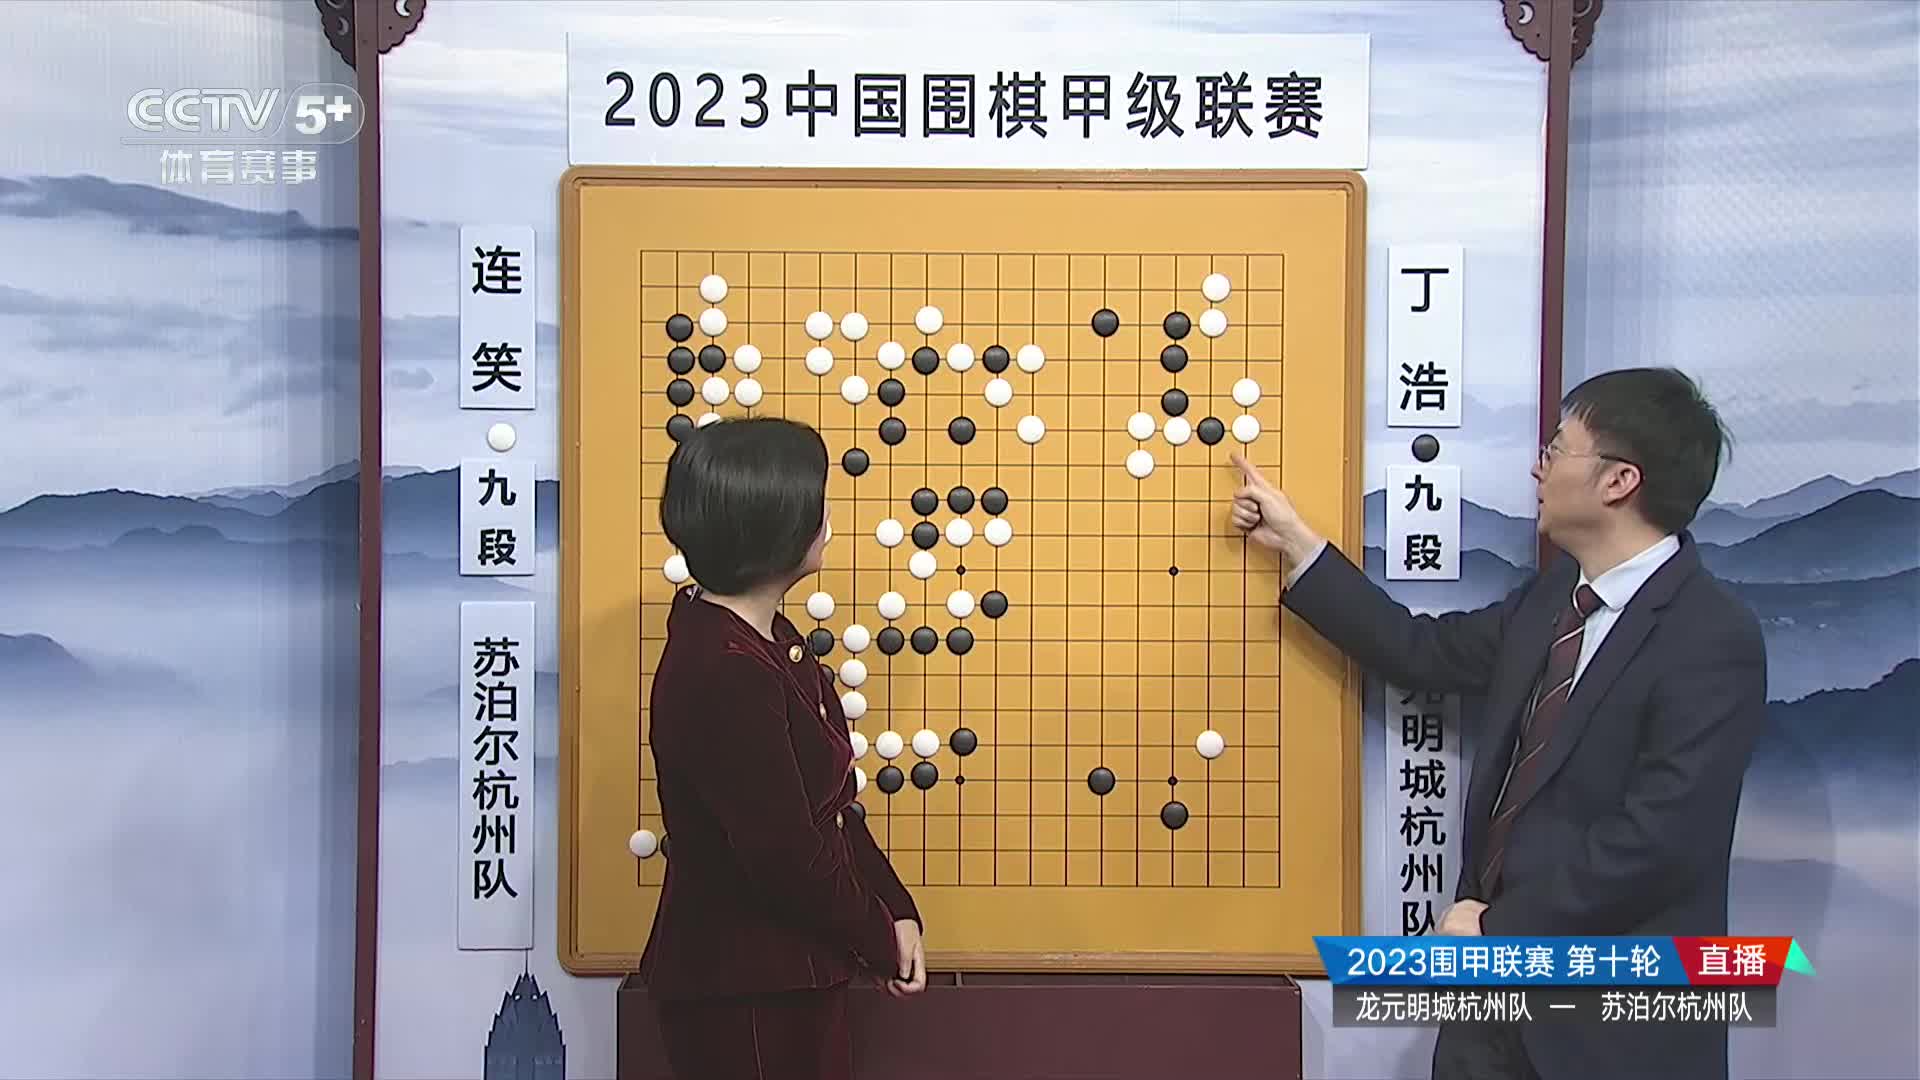 CCTV 5+
体育赛事
2023中国围棋甲级联赛
连笑
九段
苏泊尔杭州队
丁浩
九段
元明城杭州队
2023围甲联赛 第十轮 直播
龙元明城杭州队 — 苏泊尔杭州队